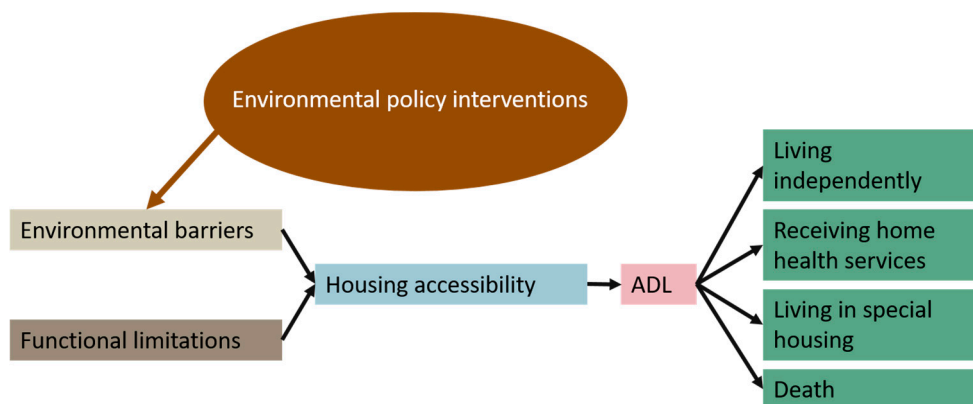 Environmental policy interventions
Environmental barriers
Functional limitations
Housing accessibility
ADL
Living
independently
Receiving home
health services
Living in special
housing
Death